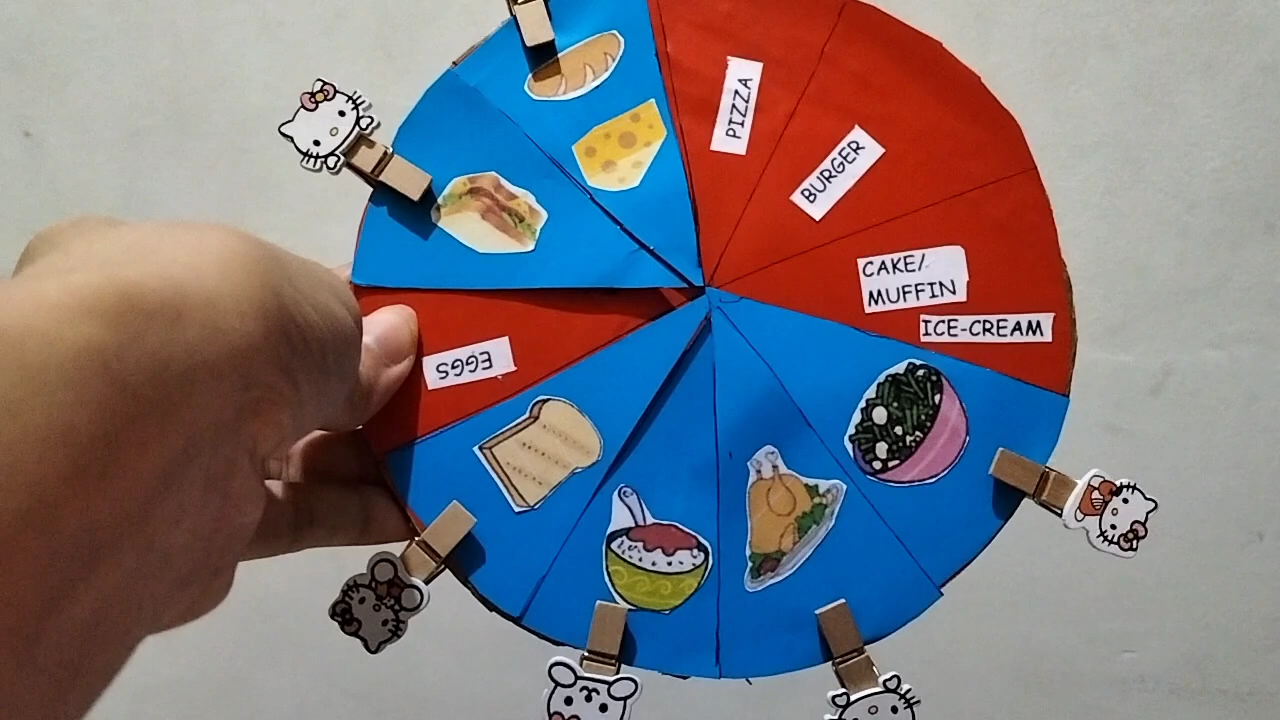 PIZZA
BURGER
CAKE/
MUFFIN
ICE-CREAM
EGGS